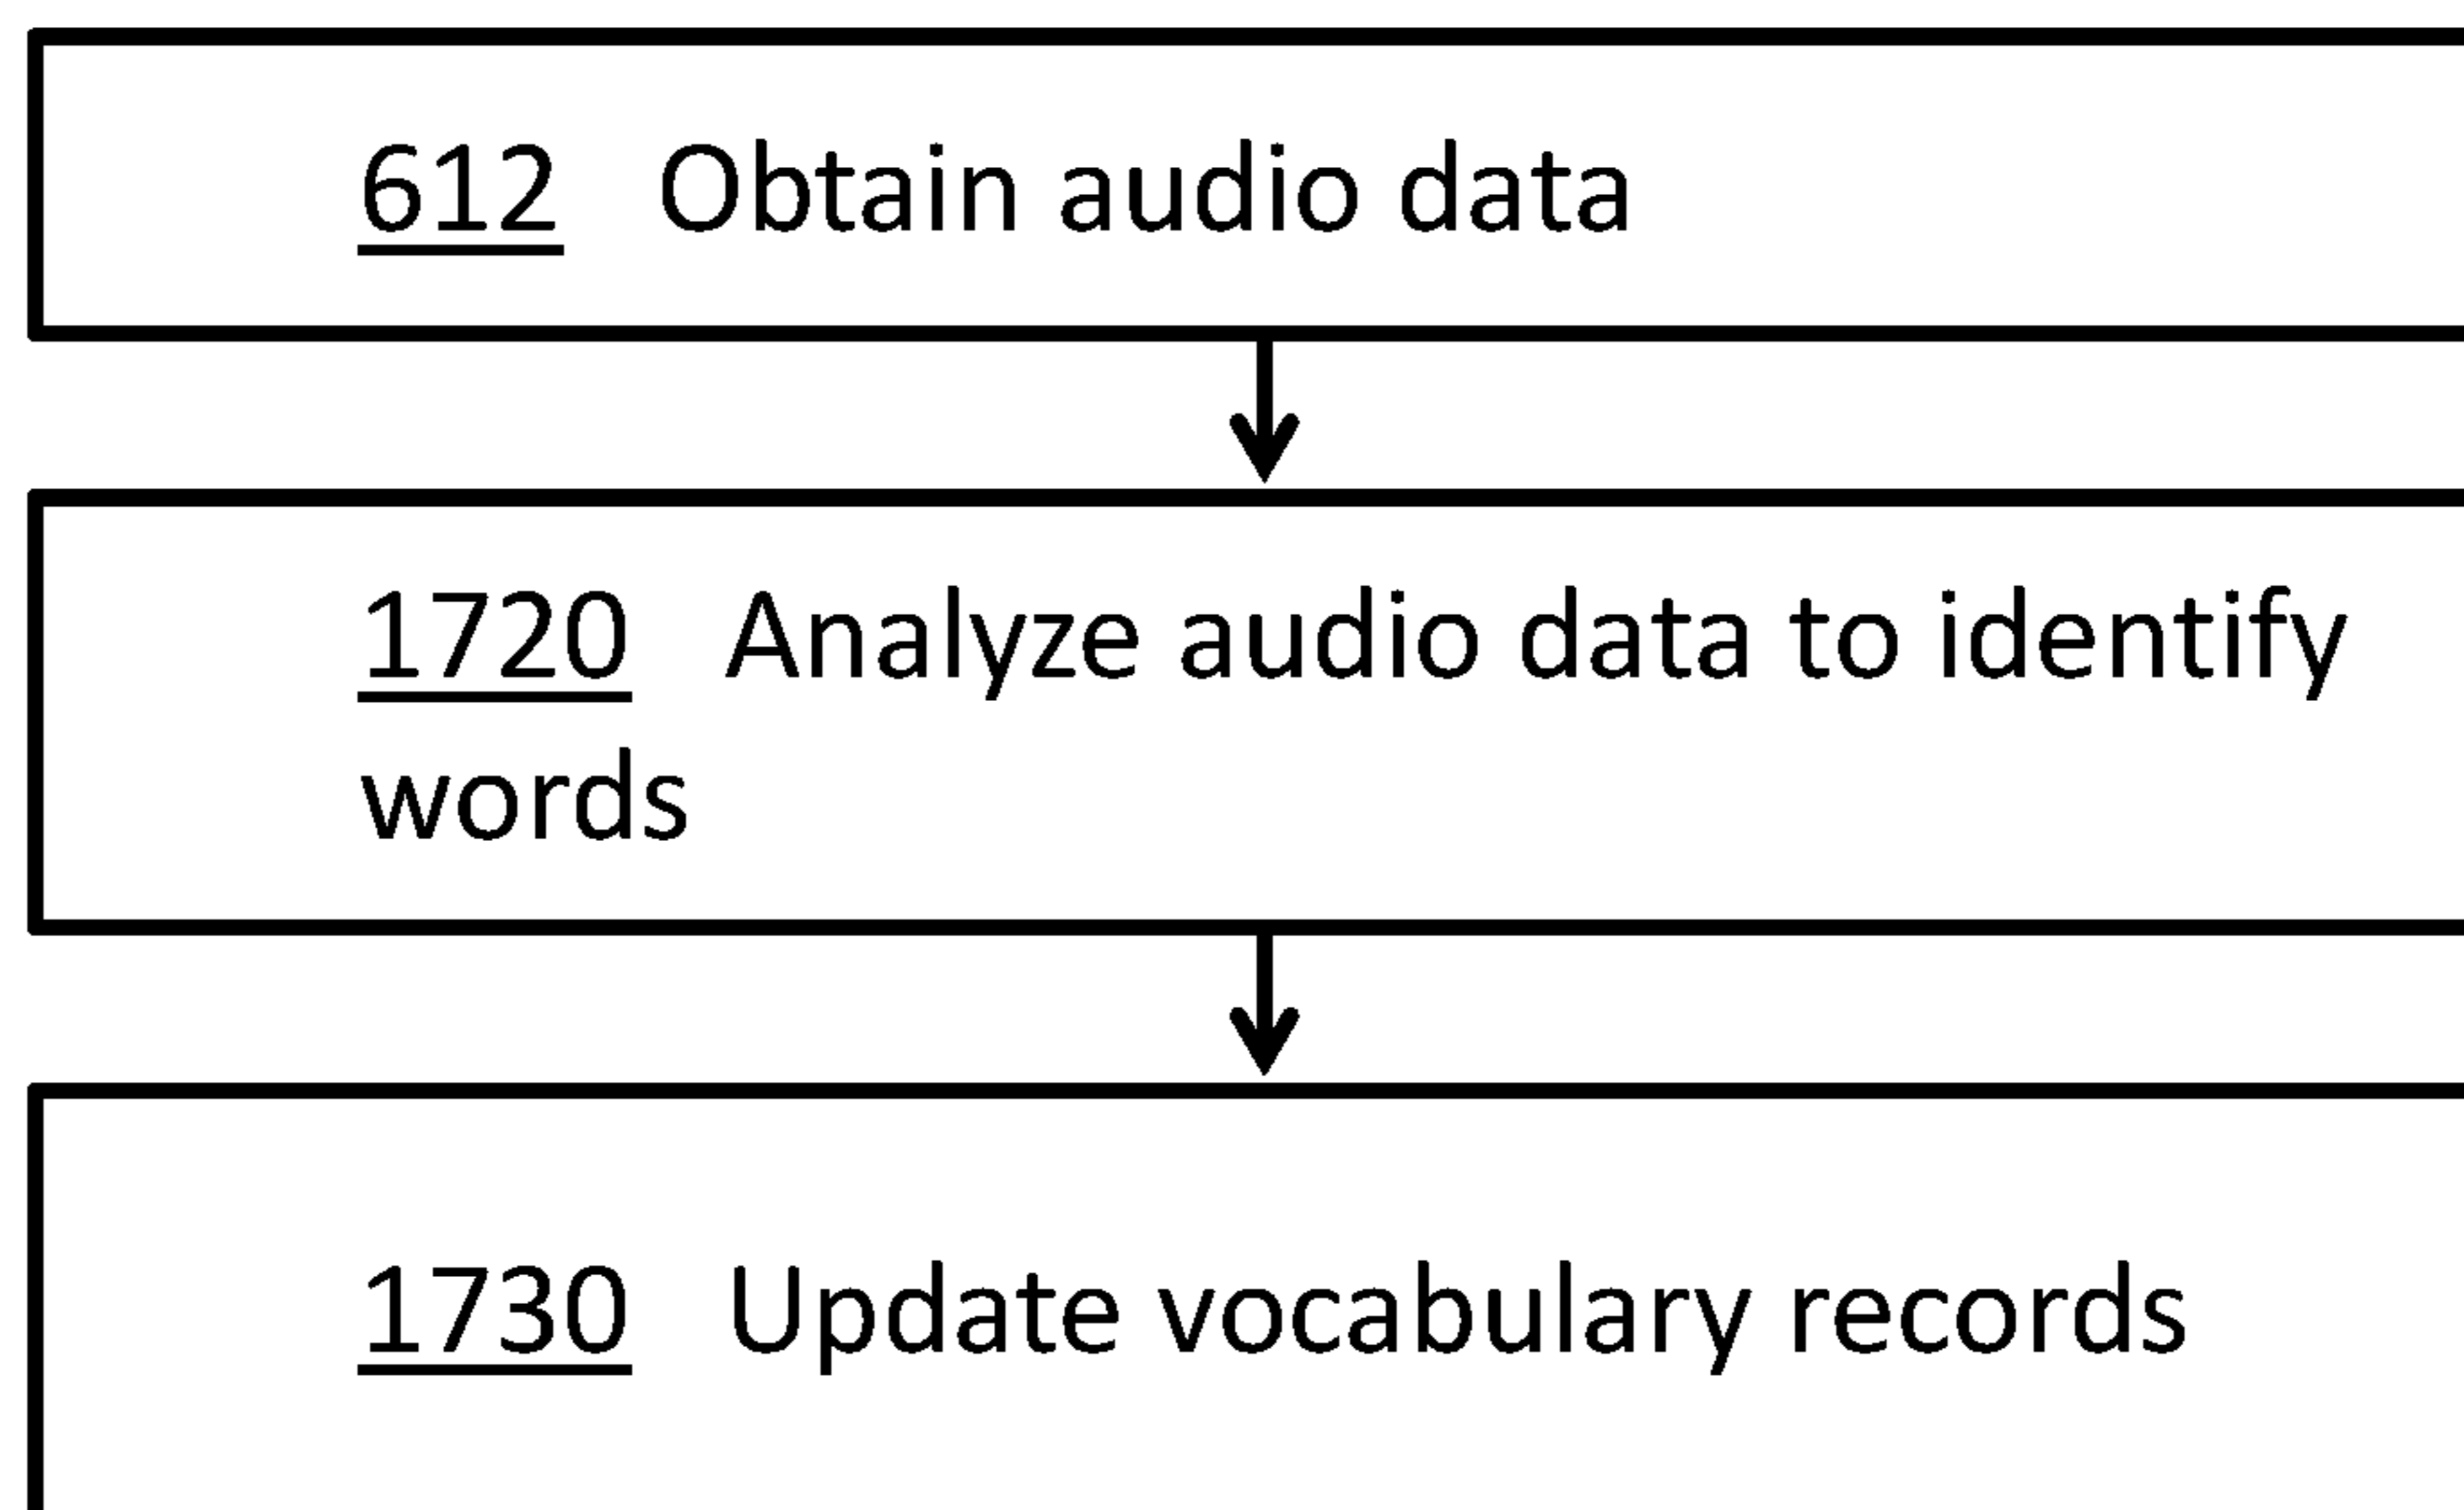 612 Obtain audio data
1720 Analyze audio data to identify
words
1730 Update vocabulary records